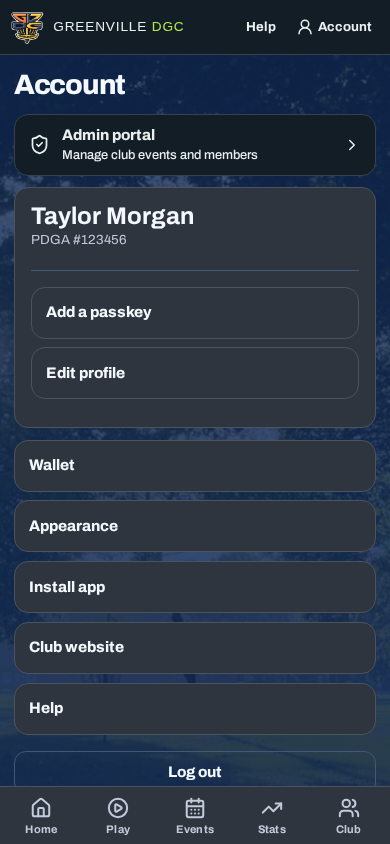 GREENVILLE DGC
Help
Account
Account
Admin portal
Manage club events and members
Taylor Morgan
PDGA #123456
Add a passkey
Edit profile
Wallet
Appearance
Install app
Club website
Help
Log out
Home
Play
Events
Stats
Club